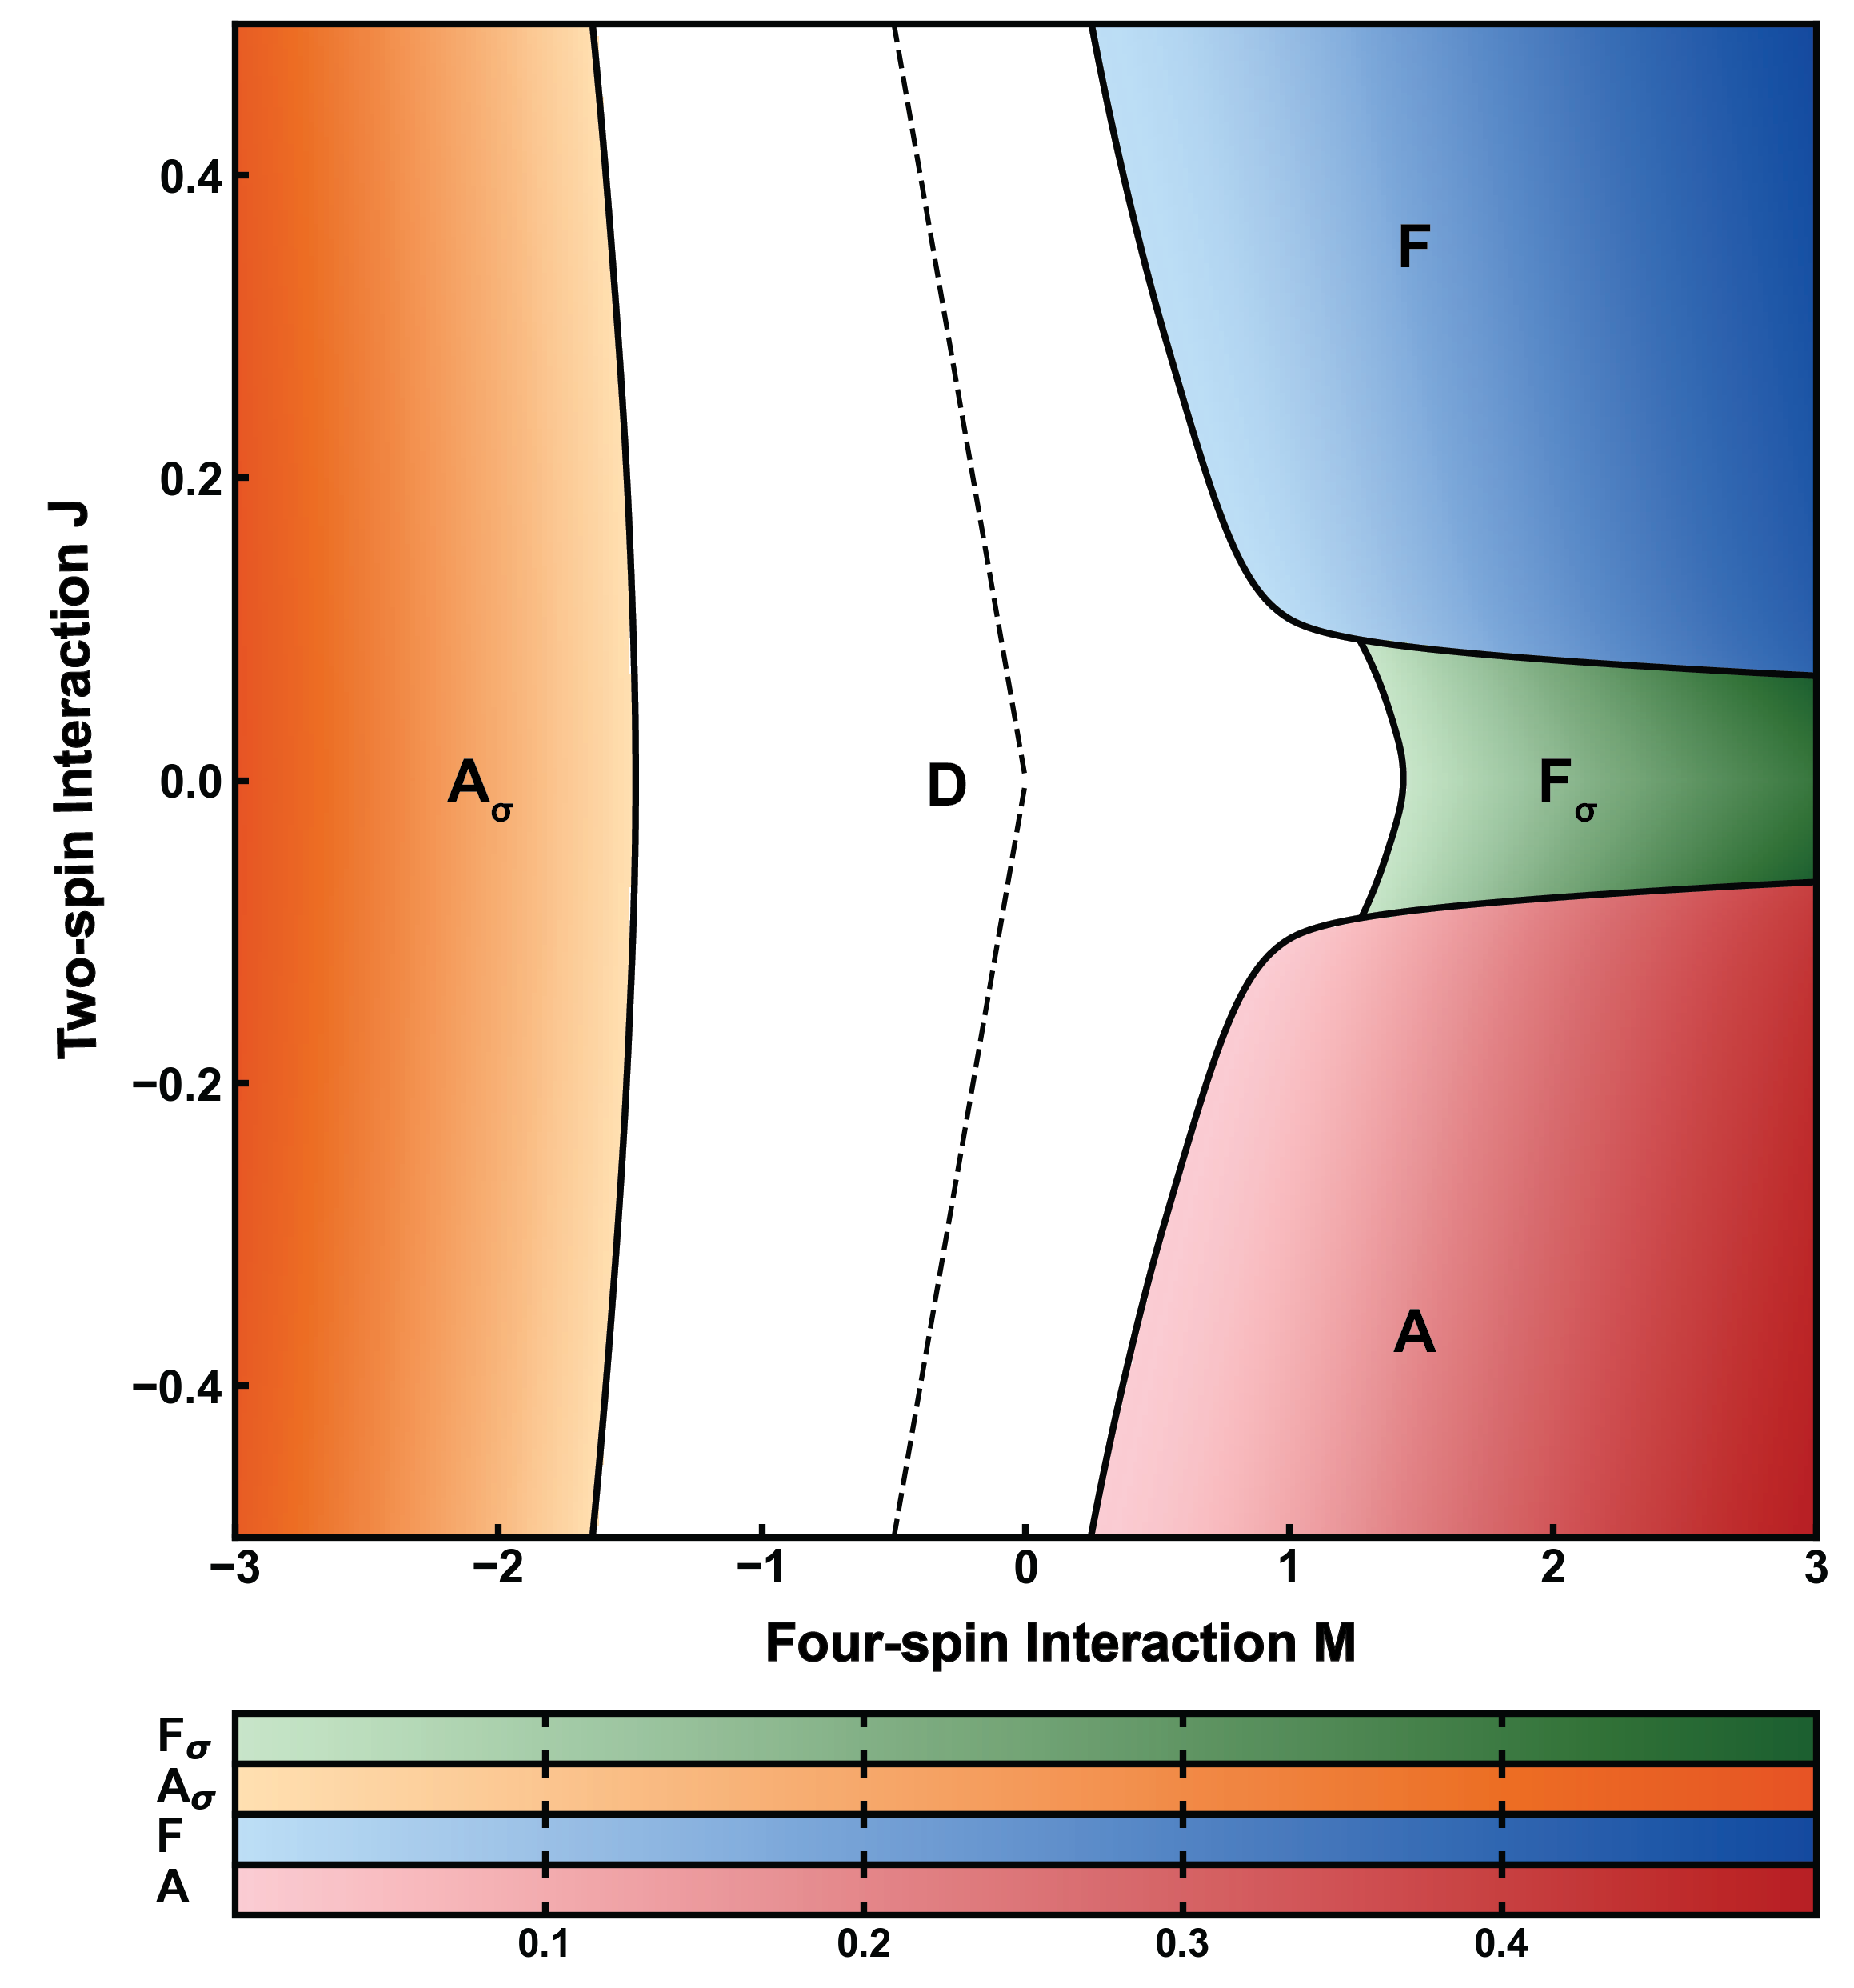 Two-spin Interaction J
0.4
0.2
0.0
−0.2
−0.4
F
Aσ
D
Fσ
A
−3 −2 −1 0 1 2 3
Four-spin Interaction M
Fσ
Aσ
F
A
0.1 0.2 0.3 0.4